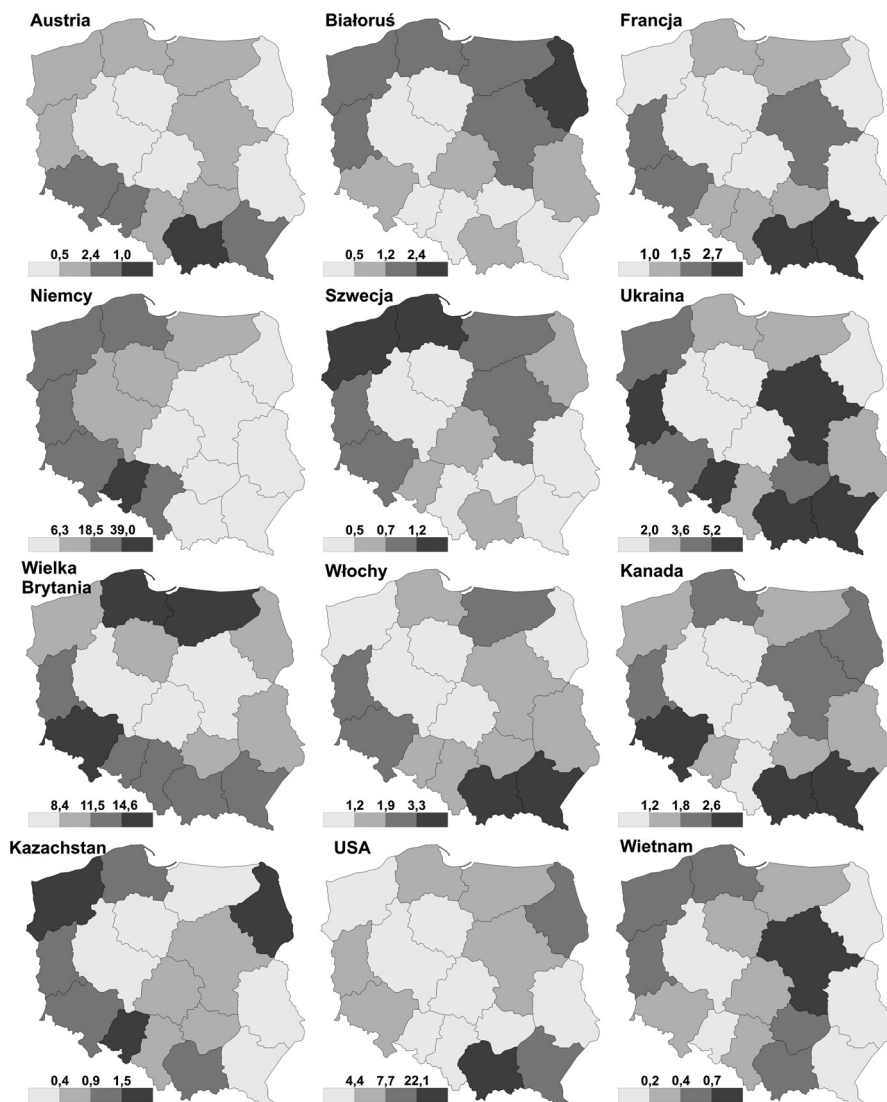 Austria
0,5 2,4 1,0
Białoruś
0,5 1,2 2,4
Francja
1,0 1,5 2,7
Niemcy
6,3 18,5 39,0
Szwecja
0,5 0,7 1,2
Ukraina
2,0 3,6 5,2
Wielka
Brytania
8,4 11,5 14,6
Włochy
1,2 1,9 3,3
Kanada
1,2 1,8 2,6
Kazachstan
0,4 0,9 1,5
USA
4,4 7,7 22,1
Wietnam
0,2 0,4 0,7